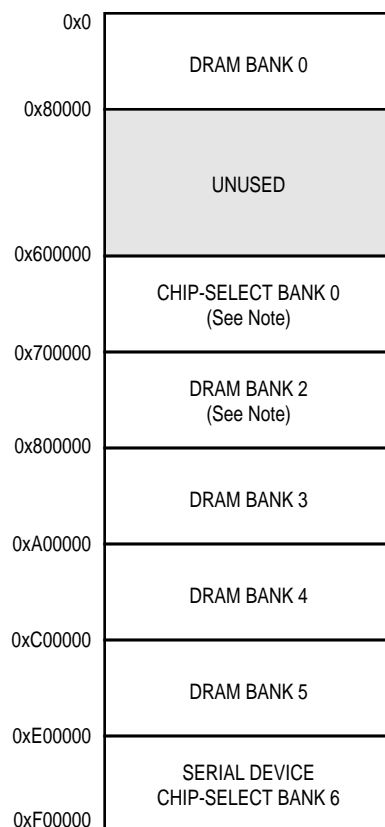 0x0
DRAM BANK 0
0x80000
UNUSED
0x600000
CHIP-SELECT BANK 0
(See Note)
0x700000
DRAM BANK 2
(See Note)
0x800000
DRAM BANK 3
0xA00000
DRAM BANK 4
0xC00000
DRAM BANK 5
0xE00000
SERIAL DEVICE
CHIP-SELECT BANK 6
0xF00000